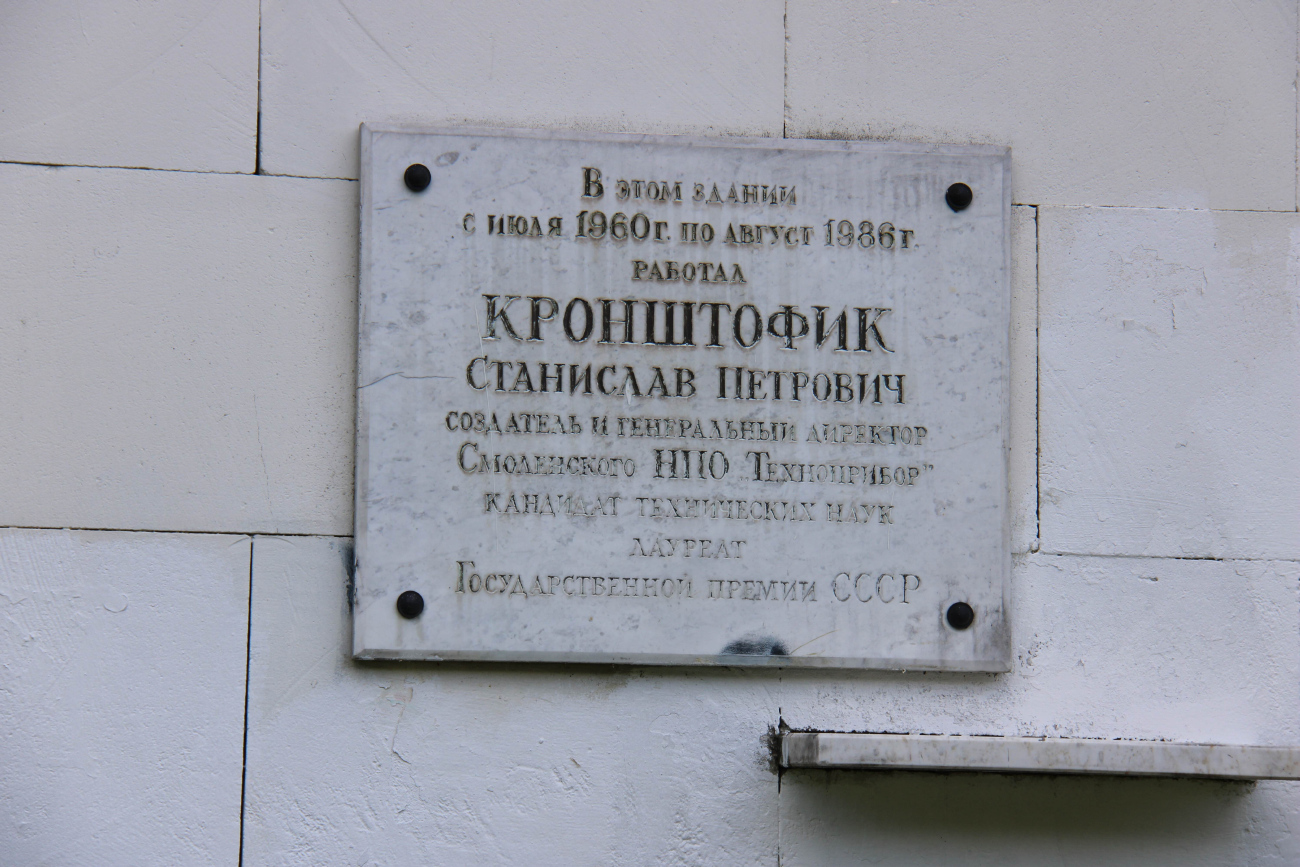 В этом здании
с июля 1960г. по август 1986г.
работал
КРОНШТОФИК
Станислав Петрович
создатель и генеральный директор
Смоленского НПО "Техноприбор"
кандидат технических наук
лауреат
Государственной премии СССР